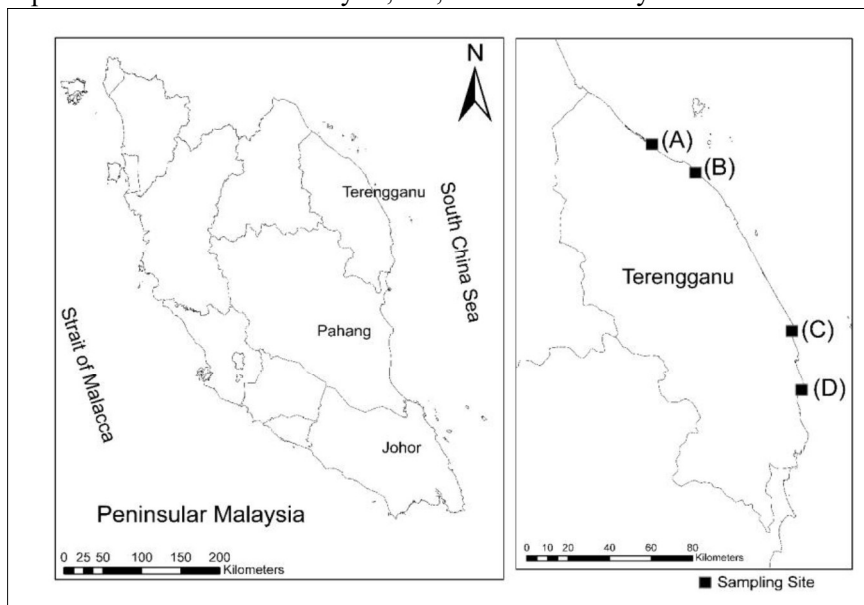 N
Terengganu
South China Sea
Pahang
Strait of Malacca
Johor
Peninsular Malaysia
0 25 50 100 150 200
Kilometers
(A)
(B)
Terengganu
(C)
(D)
0 10 20 40 60 80
Kilometers
Sampling Site